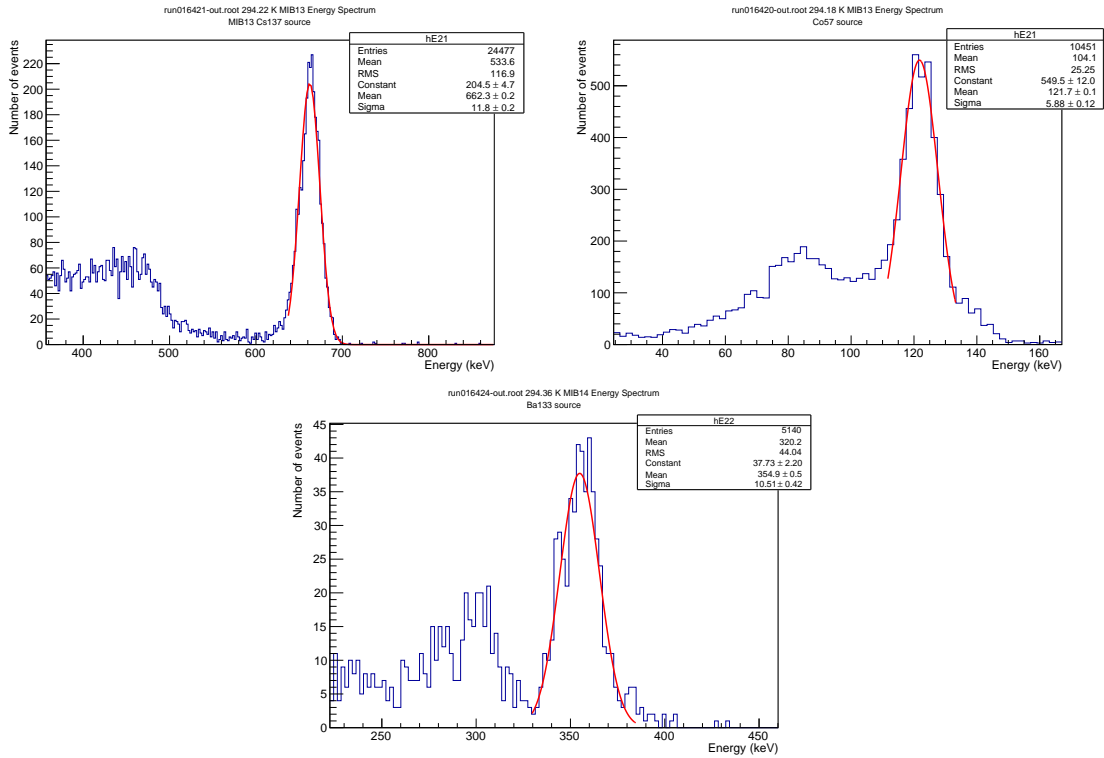 run016421-out.root 294.22 K MIB13 Energy Spectrum
MIB13 Cs137 source
hE21
Entries 24477
Mean 533.6
RMS 116.9
Constant 204.5 ± 4.7
Mean 662.3 ± 0.2
Sigma 11.8 ± 0.2
Number of events
220
200
180
160
140
120
100
80
60
40
20
0
400 500 600 700 800
Energy (keV)
run016420-out.root 294.18 K MIB13 Energy Spectrum
Co57 source
hE21
Entries 10451
Mean 104.1
RMS 25.25
Constant 549.5 ± 12.0
Mean 121.7 ± 0.1
Sigma 5.88 ± 0.12
Number of events
500
400
300
200
100
0
40 60 80 100 120 140 160
Energy (keV)
run016424-out.root 294.36 K MIB14 Energy Spectrum
Ba133 source
hE22
Entries 5140
Mean 320.2
RMS 44.04
Constant 37.73 ± 2.20
Mean 354.9 ± 0.5
Sigma 10.51 ± 0.42
Number of events
45
40
35
30
25
20
15
10
5
0
250 300 350 400 450
Energy (keV)